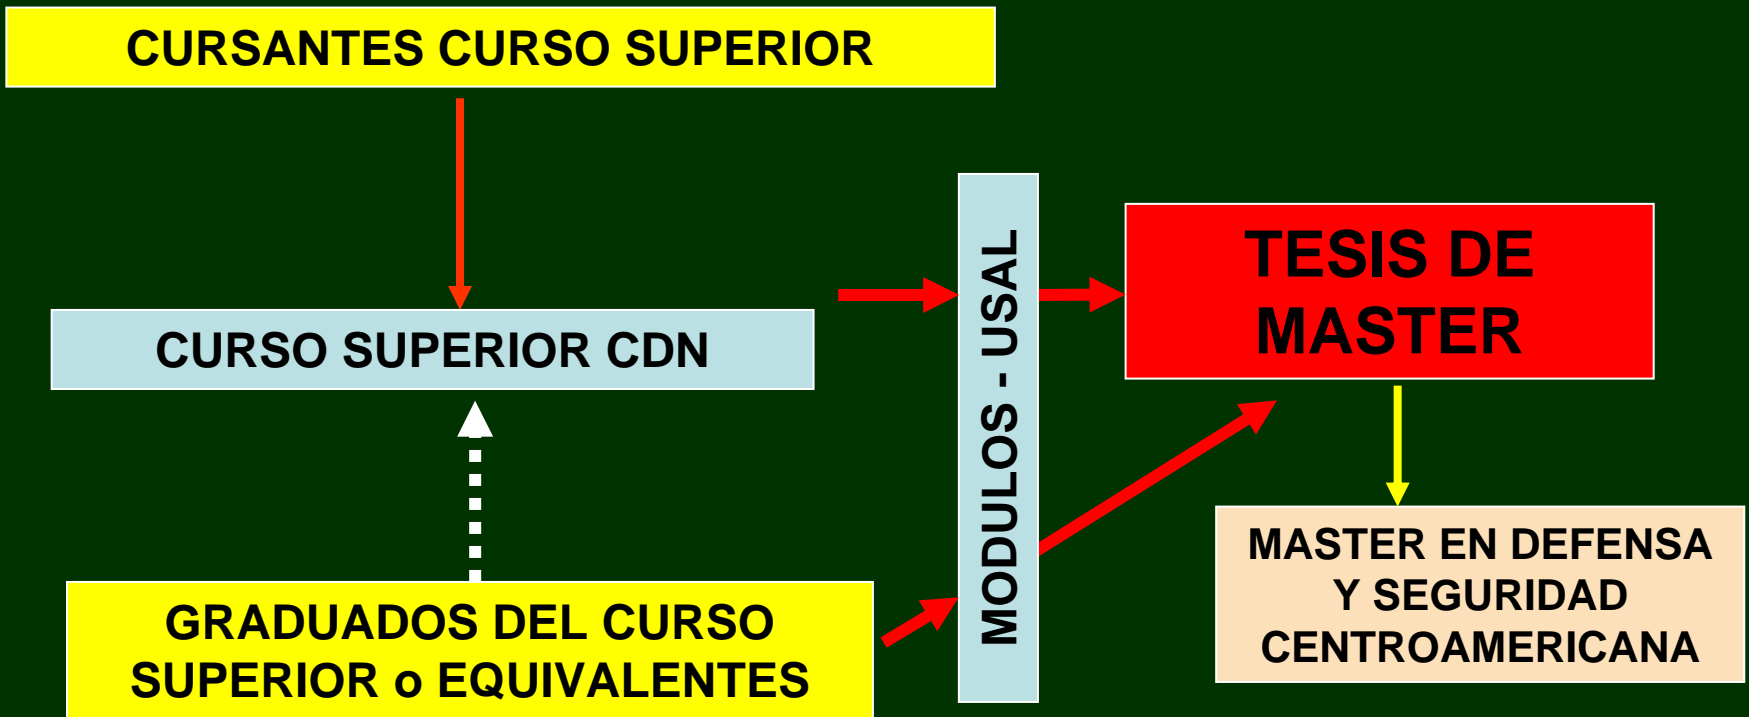 CURSANTES CURSO SUPERIOR
CURSO SUPERIOR CDN
GRADUADOS DEL CURSO
SUPERIOR o EQUIVALENTES
MODULOS - USAL
TESIS DE
MASTER
MASTER EN DEFENSA
Y SEGURIDAD
CENTROAMERICANA